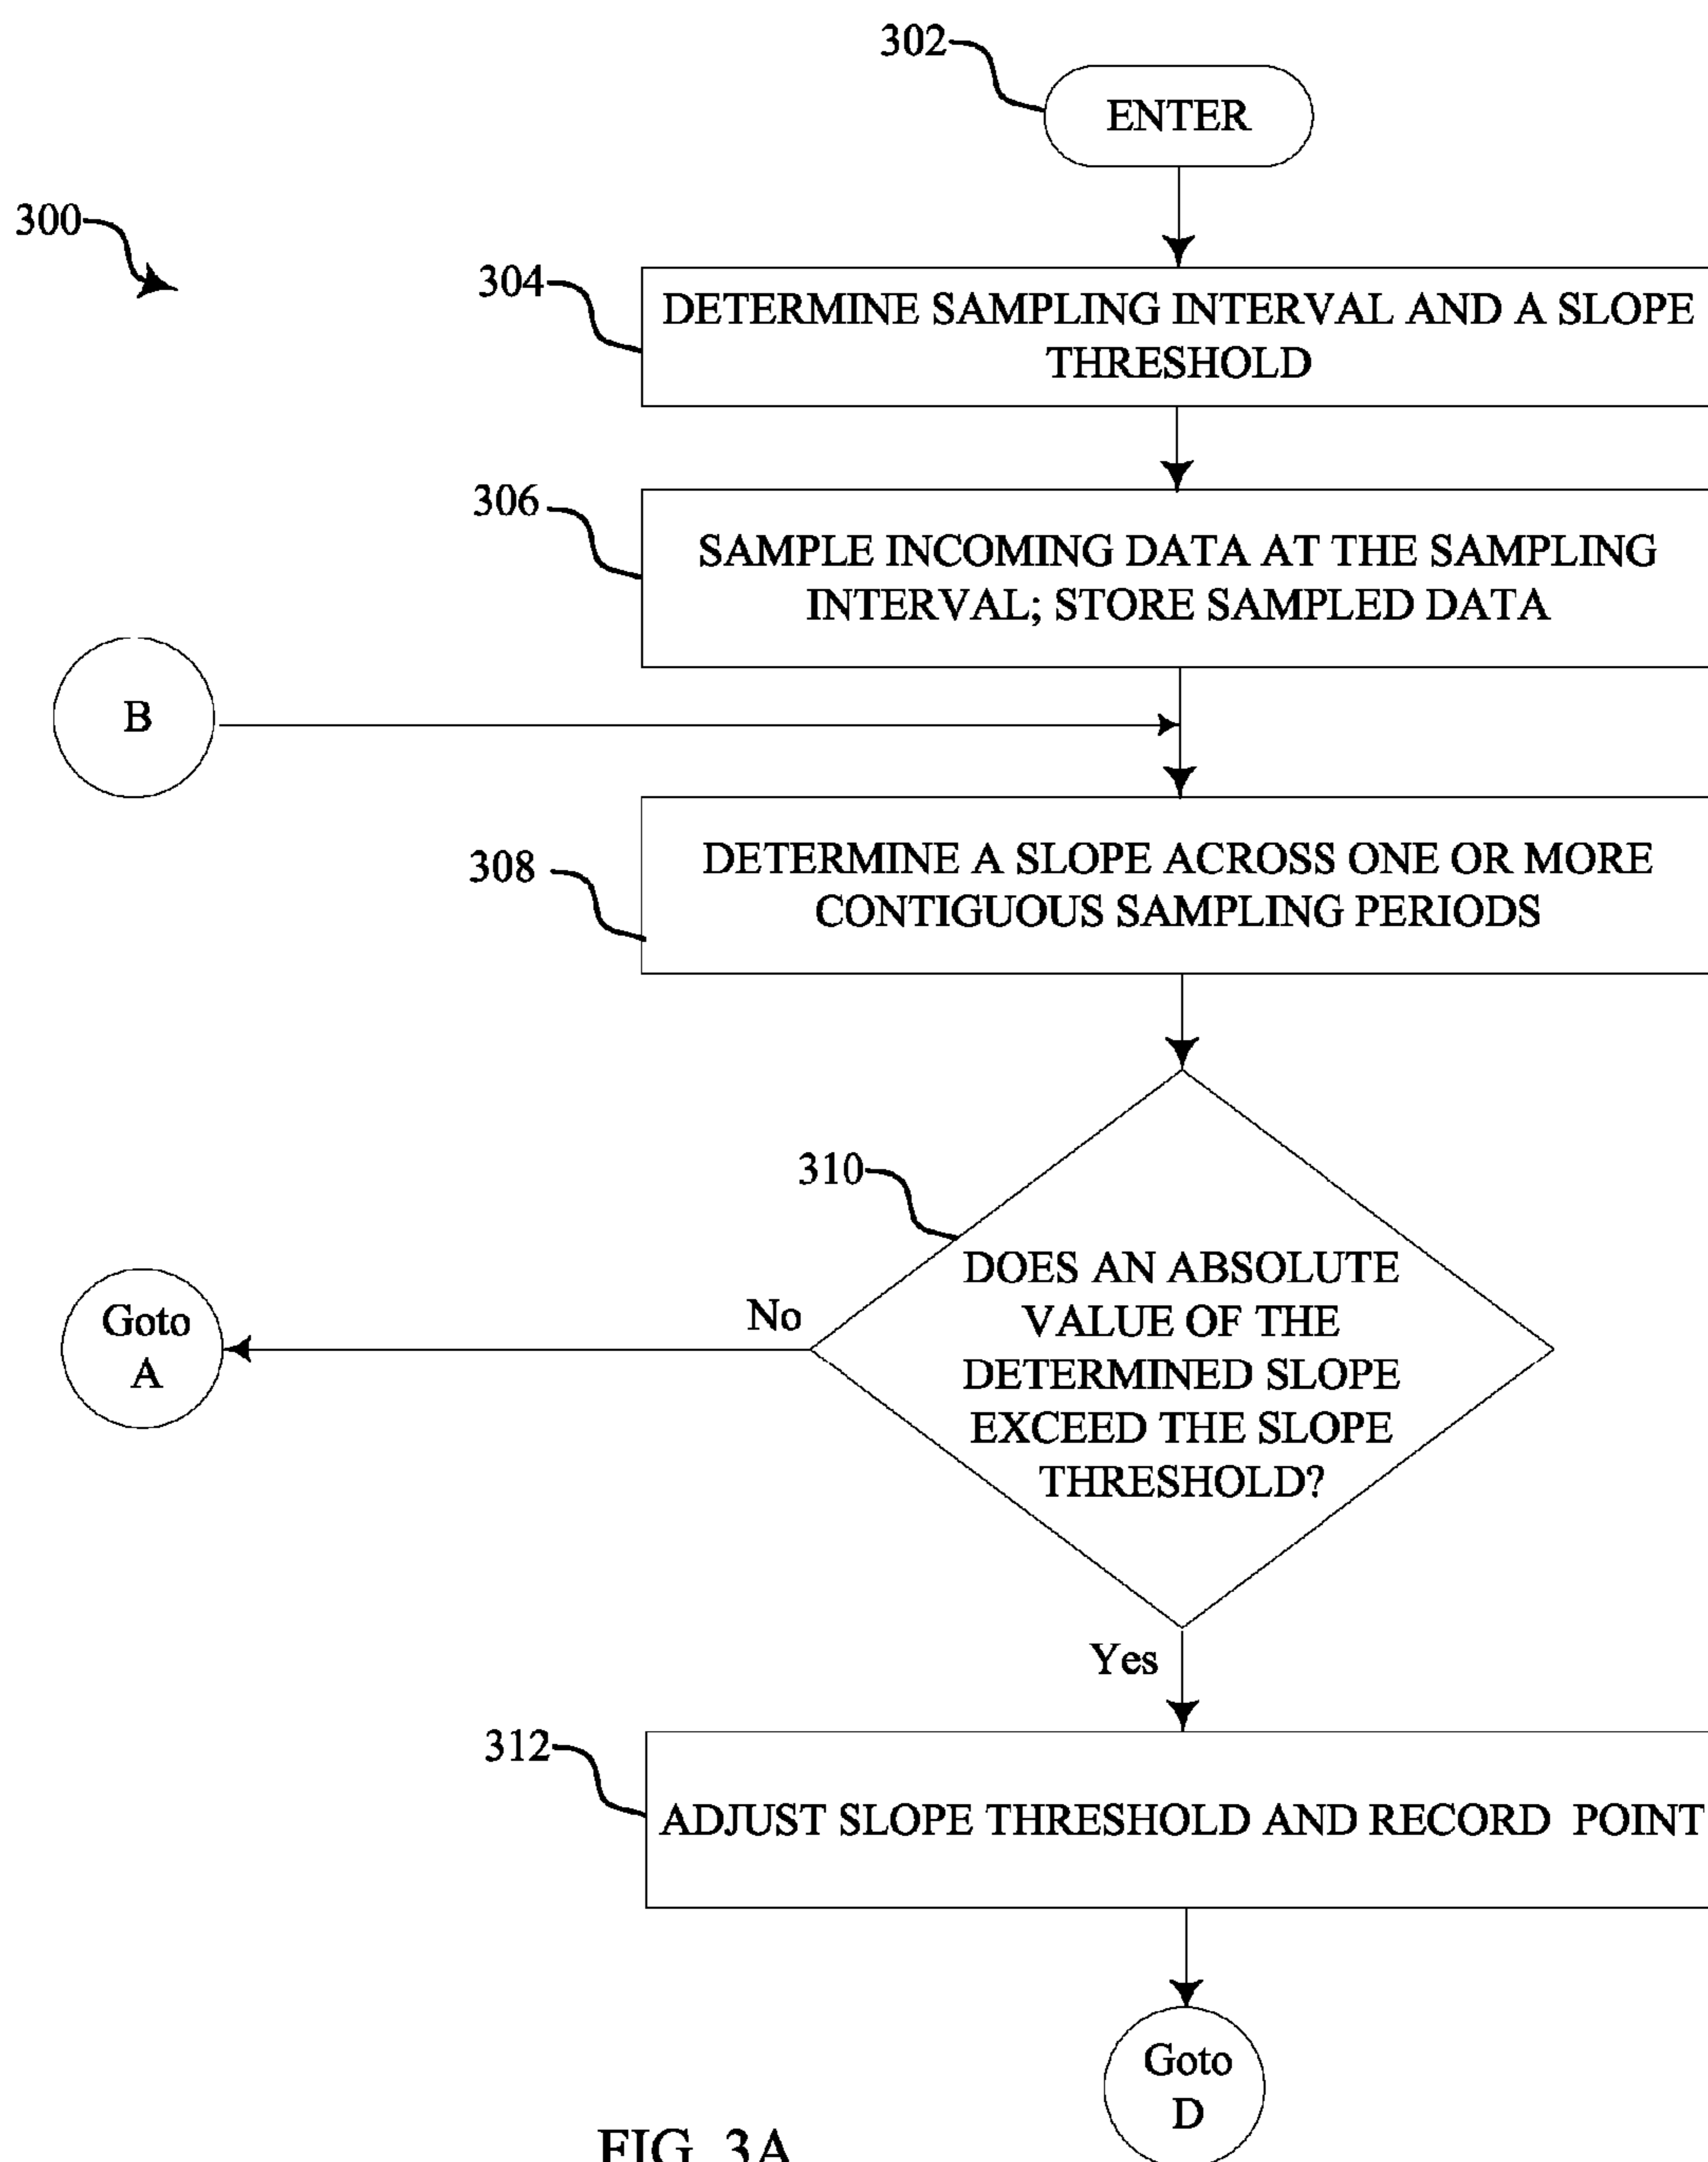 302
ENTER
300
304
DETERMINE SAMPLING INTERVAL AND A SLOPE
THRESHOLD
306
SAMPLE INCOMING DATA AT THE SAMPLING
INTERVAL; STORE SAMPLED DATA
B
308
DETERMINE A SLOPE ACROSS ONE OR MORE
CONTIGUOUS SAMPLING PERIODS
310
DOES AN ABSOLUTE
VALUE OF THE
DETERMINED SLOPE
EXCEED THE SLOPE
THRESHOLD?
No
Goto
A
Yes
312
ADJUST SLOPE THRESHOLD AND RECORD POINT
Goto
D
FIG. 3A